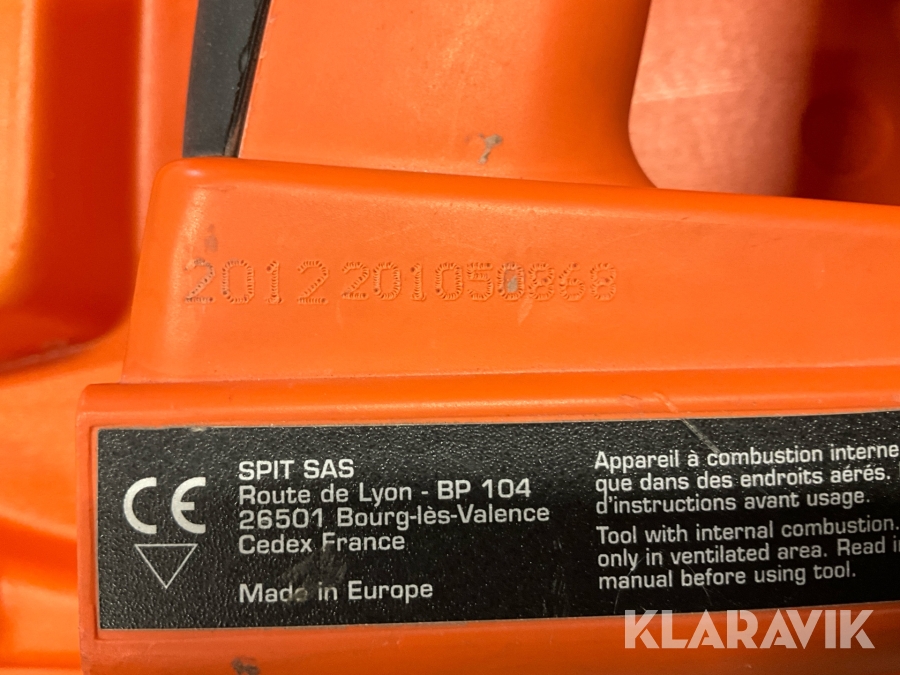 2012201050868
CE
SPIT SAS
Route de Lyon - BP 104
26501 Bourg-lès-Valence
Cedex France
Made in Europe
Appareil à combustion interne
que dans des endroits aérés.
d'instructions avant usage.
Tool with internal combustion.
only in ventilated area. Read
manual before using tool.
KLARAVIK